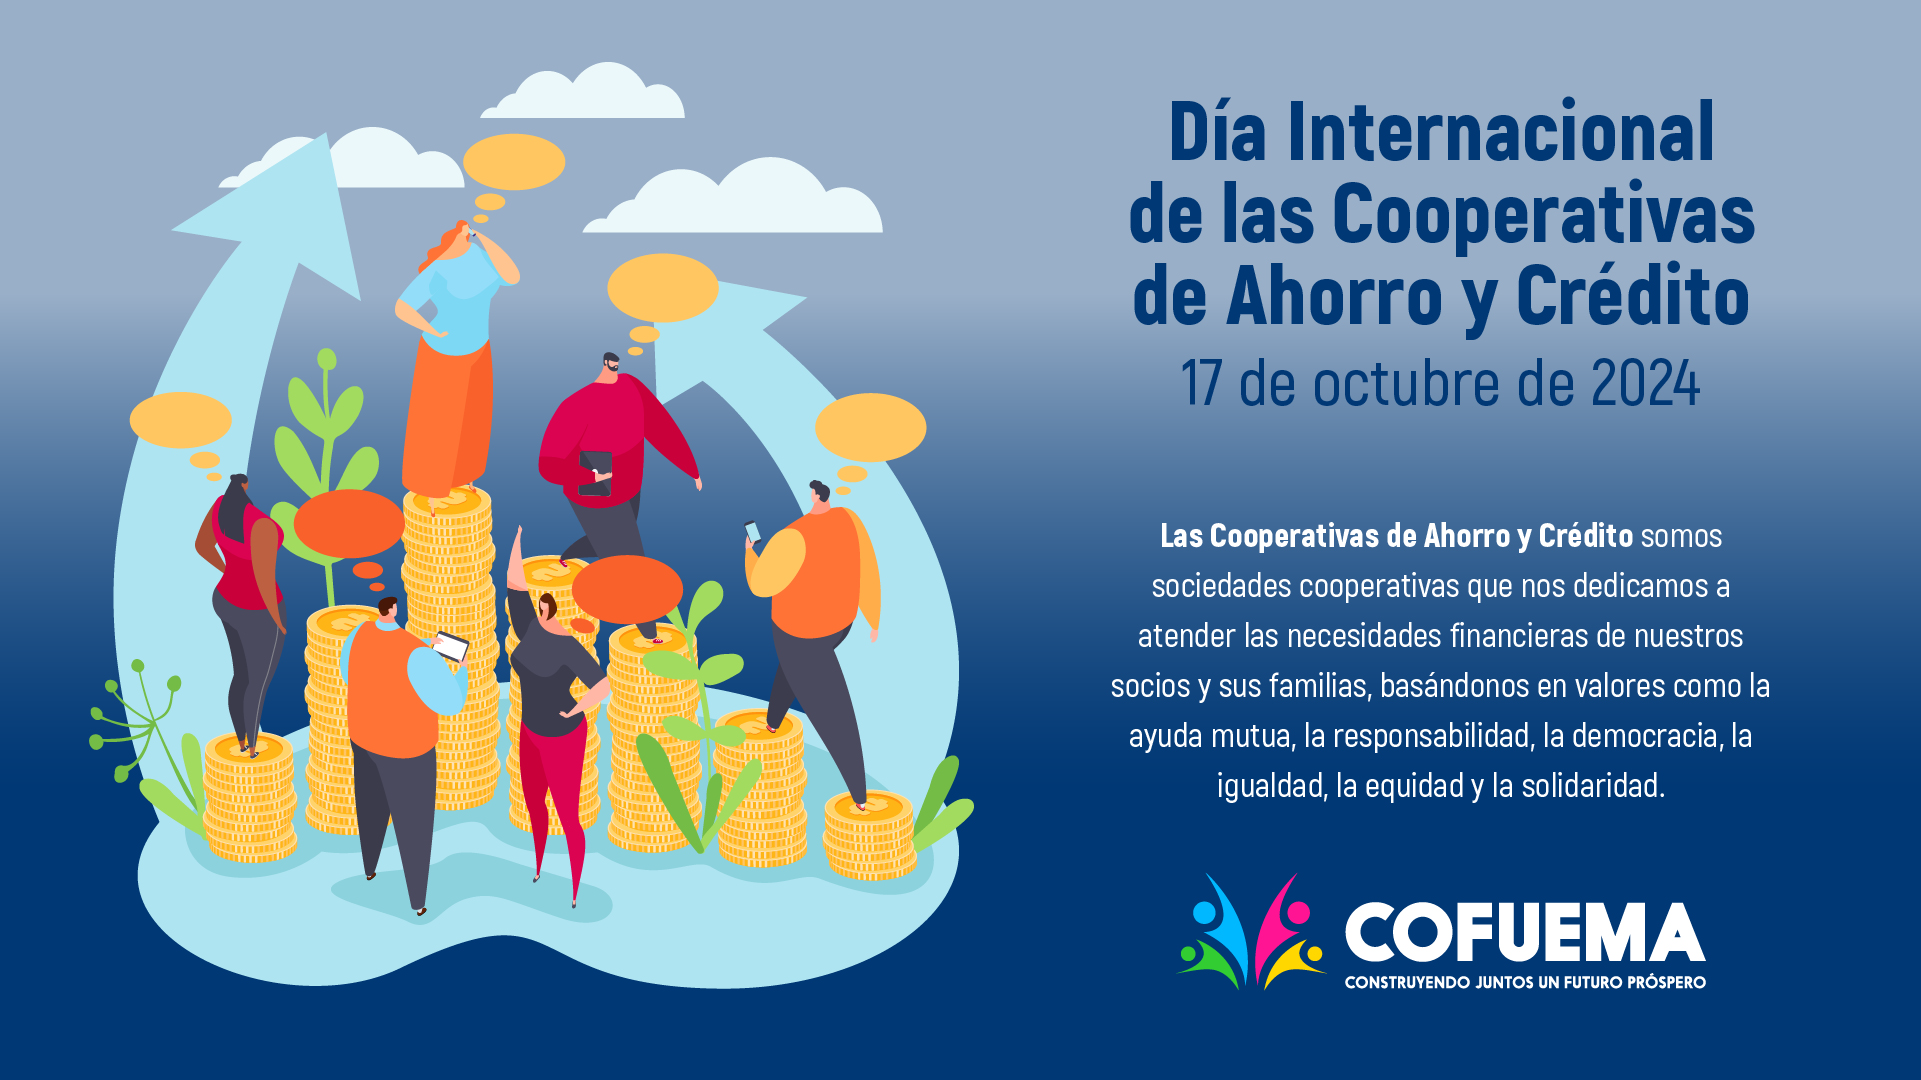 Día Internacional
de las Cooperativas
de Ahorro y Crédito
17 de octubre de 2024
Las Cooperativas de Ahorro y Crédito somos
sociedades cooperativas que nos dedicamos a
atender las necesidades financieras de nuestros
socios y sus familias, basándonos en valores como la
ayuda mutua, la responsabilidad, la democracia, la
igualdad, la equidad y la solidaridad.
COFUEMA
CONSTRUYENDO JUNTOS UN FUTURO PRÓSPERO